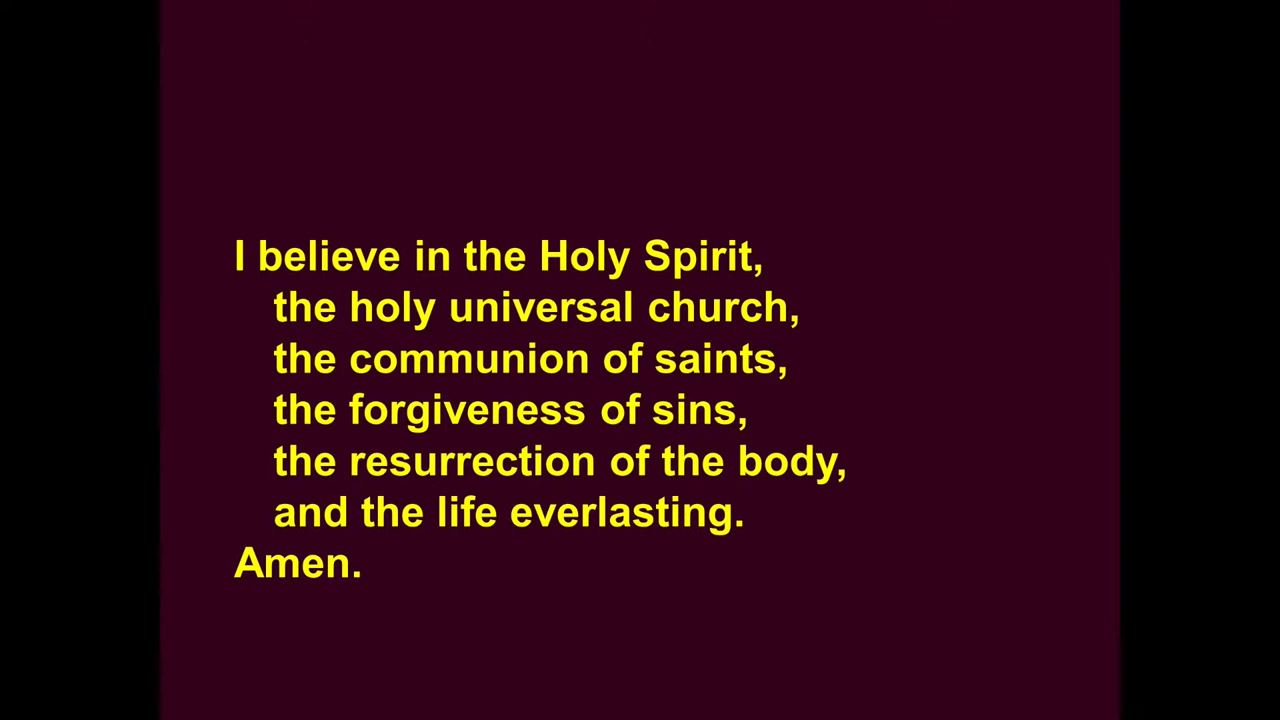 I believe in the Holy Spirit,
the holy universal church,
the communion of saints,
the forgiveness of sins,
the resurrection of the body,
and the life everlasting.
Amen.